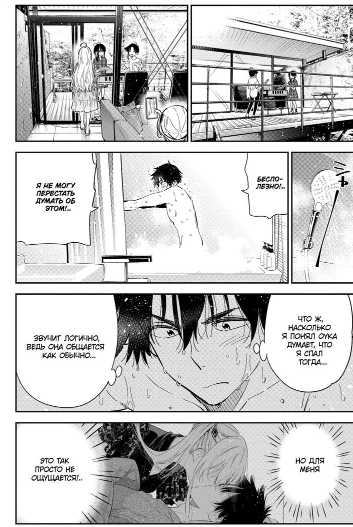 БЕСПО-
ЛЕЗНО!..
Я НЕ МОГУ
ПЕРЕСТАТЬ
ДУМАТЬ ОБ
ЭТОМ!..
ЧТО Ж,
НАСКОЛЬКО
Я ПОНЯЛ ОУКА
ДУМАЕТ, ЧТО Я
СПАЛ
ТОГДА...
ЗВУЧИТ ЛОГИЧНО,
ВЕДЬ ОНА ОБЩАЕТСЯ
КАК ОБЫЧНО...
НО ДЛЯ
МЕНЯ
ЭТО ТАК
ПРОСТО НЕ
ОЩУЩАЕТСЯ!..